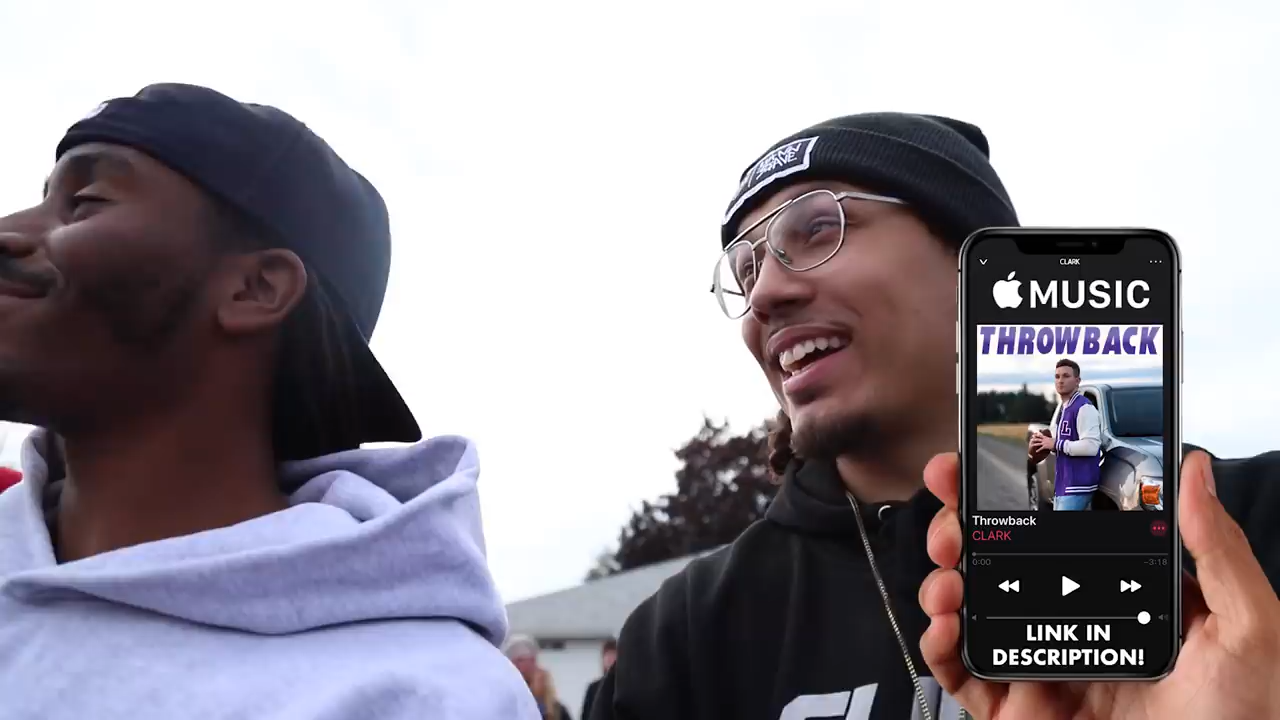 CLARK
MUSIC
THROWBACK
L
Throwback
CLARK
0:00
-3:18
LINK IN
DESCRIPTION!